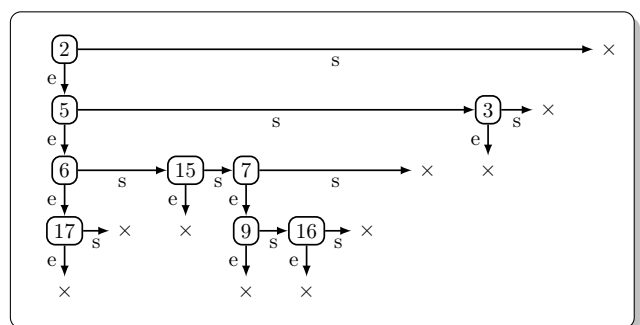 2 s ×
e
5 s 3 s ×
e e
6 s 15 s 7 s × ×
e e e
17 s × × 9 s 16 s ×
e e e
× × ×